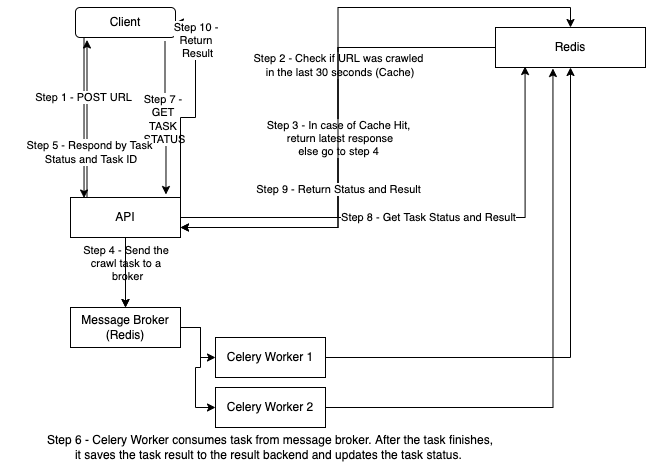 Client
Step 10 -
Return
Result
Redis
Step 2 - Check if URL was crawled
in the last 30 seconds (Cache)
Step 1 - POST URL
Step 7 -
GET
TASK
STATUS
Step 3 - In case of Cache Hit,
return latest response
else go to step 4
Step 5 - Respond by Task
Status and Task ID
Step 9 - Return Status and Result
API
Step 8 - Get Task Status and Result
Step 4 - Send the
crawl task to a
broker
Message Broker
(Redis)
Celery Worker 1
Celery Worker 2
Step 6 - Celery Worker consumes task from message broker. After the task finishes,
it saves the task result to the result backend and updates the task status.